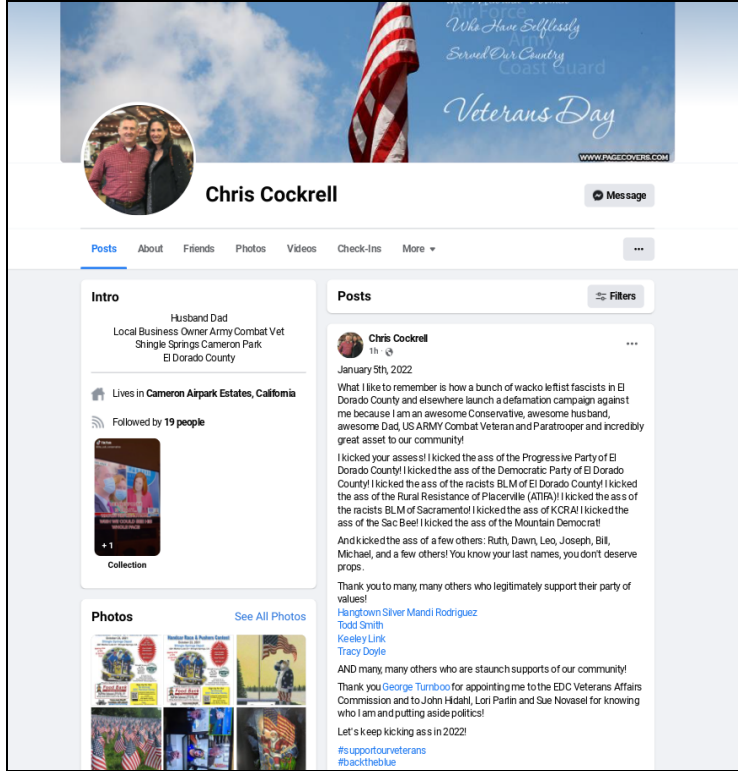 Air Force
Who Have Selflessly
Army
Served Our Country
Coast Guard
Veterans Day
WWW.PAGECOVERS.COM
Chris Cockrell
Message
Posts About Friends Photos Videos Check-Ins More
Intro
Husband Dad
Local Business Owner Army Combat Vet
Shingle Springs Cameron Park
El Dorado County
Lives in Cameron Airpark Estates, California
Followed by 19 people
+ 1
Collection
Photos
See All Photos
Posts
Filters
Chris Cockrell
1h ·
January 5th, 2022
What I like to remember is how a bunch of wacko leftist fascists in El
Dorado County and elsewhere launch a defamation campaign against
me because I am an awesome Conservative, awesome husband,
awesome Dad, US ARMY Combat Veteran and Paratrooper and incredibly
great asset to our community!
I kicked your assess! I kicked the ass of the Progressive Party of El
Dorado County! I kicked the ass of the Democratic Party of El Dorado
County! I kicked the ass of the racists BLM of El Dorado County! I kicked
the ass of the Rural Resistance of Placerville (ATIFA)! I kicked the ass of
the racists BLM of Sacramento! I kicked the ass of KCRA! I kicked the
ass of the Sac Bee! I kicked the ass of the Mountain Democrat!
And kicked the ass of a few others: Ruth, Dawn, Leo, Joseph, Bill,
Michael, and a few others! You know your last names, you don't deserve
props.
Thank you to many, many others who legitimately support their party of
values!
Hangtown Silver Mandi Rodriguez
Todd Smith
Keeley Link
Tracy Doyle
AND many, many others who are staunch supports of our community!
Thank you George Turnboo for appointing me to the EDC Veterans Affairs
Commission and to John Hidahl, Lori Parlin and Sue Novasel for knowing
who I am and putting aside politics!
Let's keep kicking ass in 2022!
#supportourveterans
#backtheblue